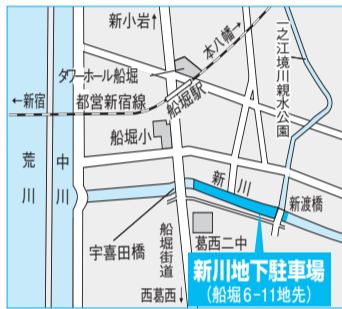 新小岩↑
本八幡→
一之江境川親水公園
タワーホール船堀
←新宿
都営新宿線
船堀駅
船堀小
荒川
中川
新川
新渡橋
宇喜田橋
船堀街道
葛西二中
新川地下駐車場
(船堀6-11地先)
西葛西↓